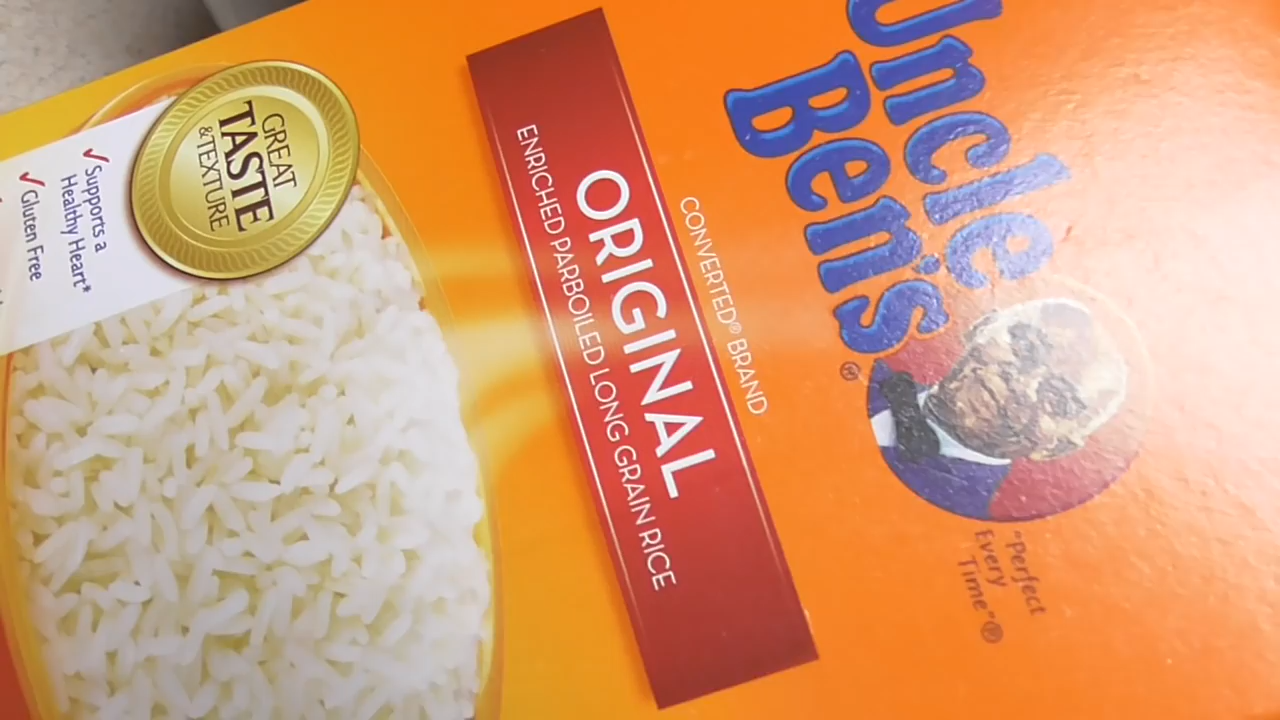 Uncle
Ben's®
"Perfect
Every
Time"®
CONVERTED® BRAND
ORIGINAL
ENRICHED PARBOILED LONG GRAIN RICE
GREAT
TASTE
& TEXTURE
✓Supports a
Healthy Heart*
✓Gluten Free